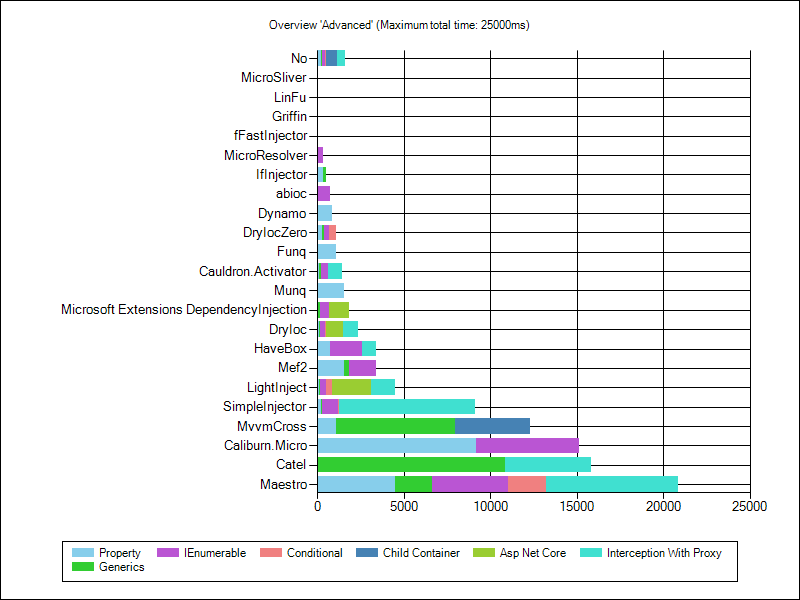 Overview 'Advanced' (Maximum total time: 25000ms)
No
MicroSliver
LinFu
Griffin
fFastInjector
MicroResolver
IfInjector
abioc
Dynamo
DryIocZero
Funq
Cauldron.Activator
Munq
Microsoft Extensions DependencyInjection
DryIoc
HaveBox
Mef2
LightInject
SimpleInjector
MvvmCross
Caliburn.Micro
Catel
Maestro
0 5000 10000 15000 20000 25000
Property IEnumerable Conditional Child Container Asp Net Core Interception With Proxy
Generics